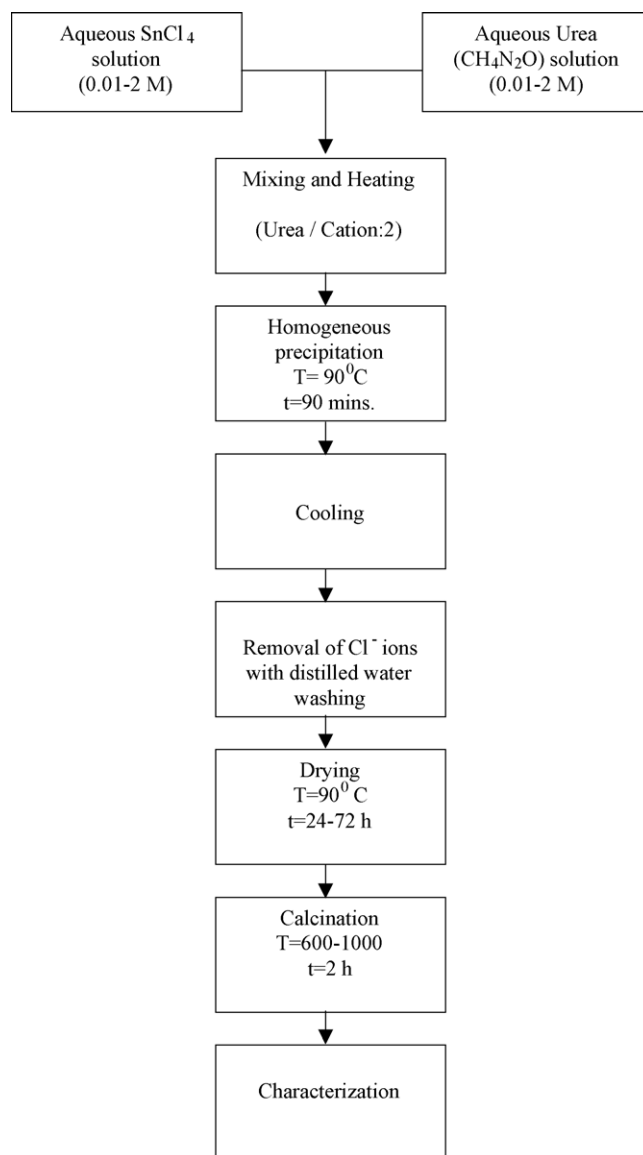 Aqueous SnCl₄
solution
(0.01-2 M)
Aqueous Urea
(CH₄N₂O) solution
(0.01-2 M)
Mixing and Heating
(Urea / Cation:2)
Homogeneous
precipitation
T= 90⁰C
t=90 mins.
Cooling
Removal of Cl⁻ ions
with distilled water
washing
Drying
T=90⁰ C
t=24-72 h
Calcination
T=600-1000
t=2 h
Characterization